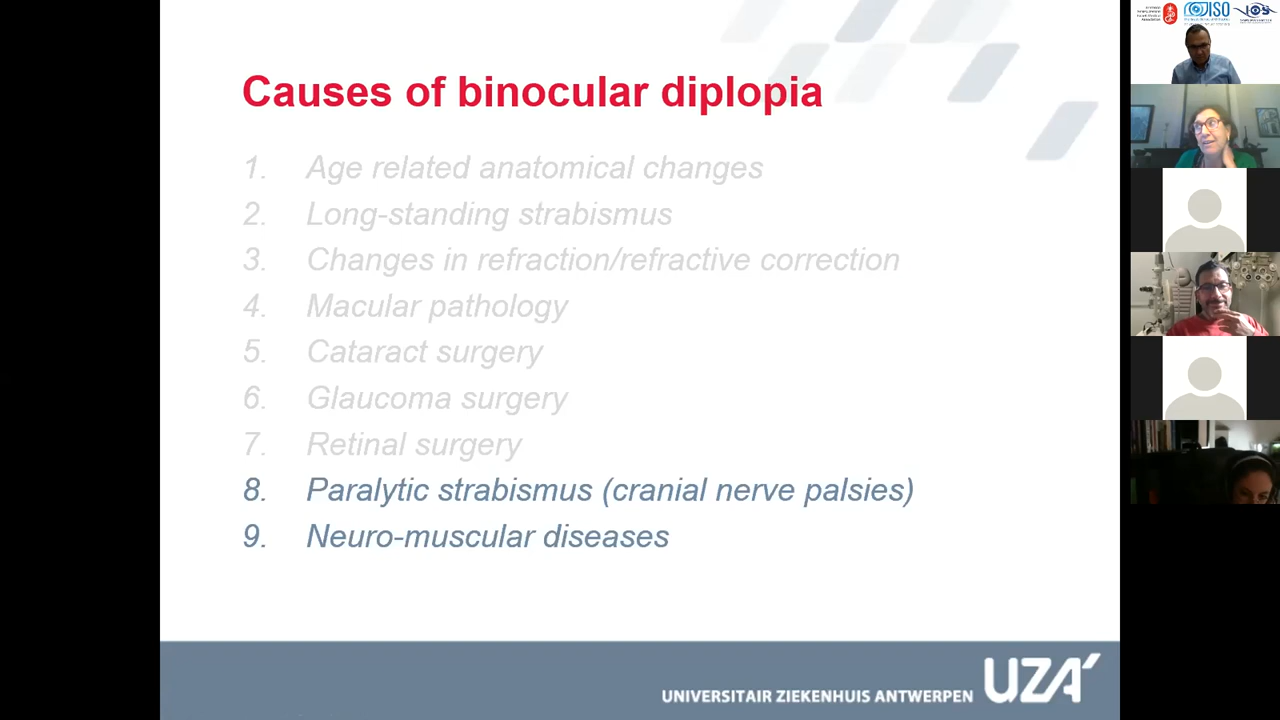 Causes of binocular diplopia
1. Age related anatomical changes
2. Long-standing strabismus
3. Changes in refraction/refractive correction
4. Macular pathology
5. Cataract surgery
6. Glaucoma surgery
7. Retinal surgery
8. Paralytic strabismus (cranial nerve palsies)
9. Neuro-muscular diseases
UNIVERSITAIR ZIEKENHUIS ANTWERPEN UZA
ISO
IOS